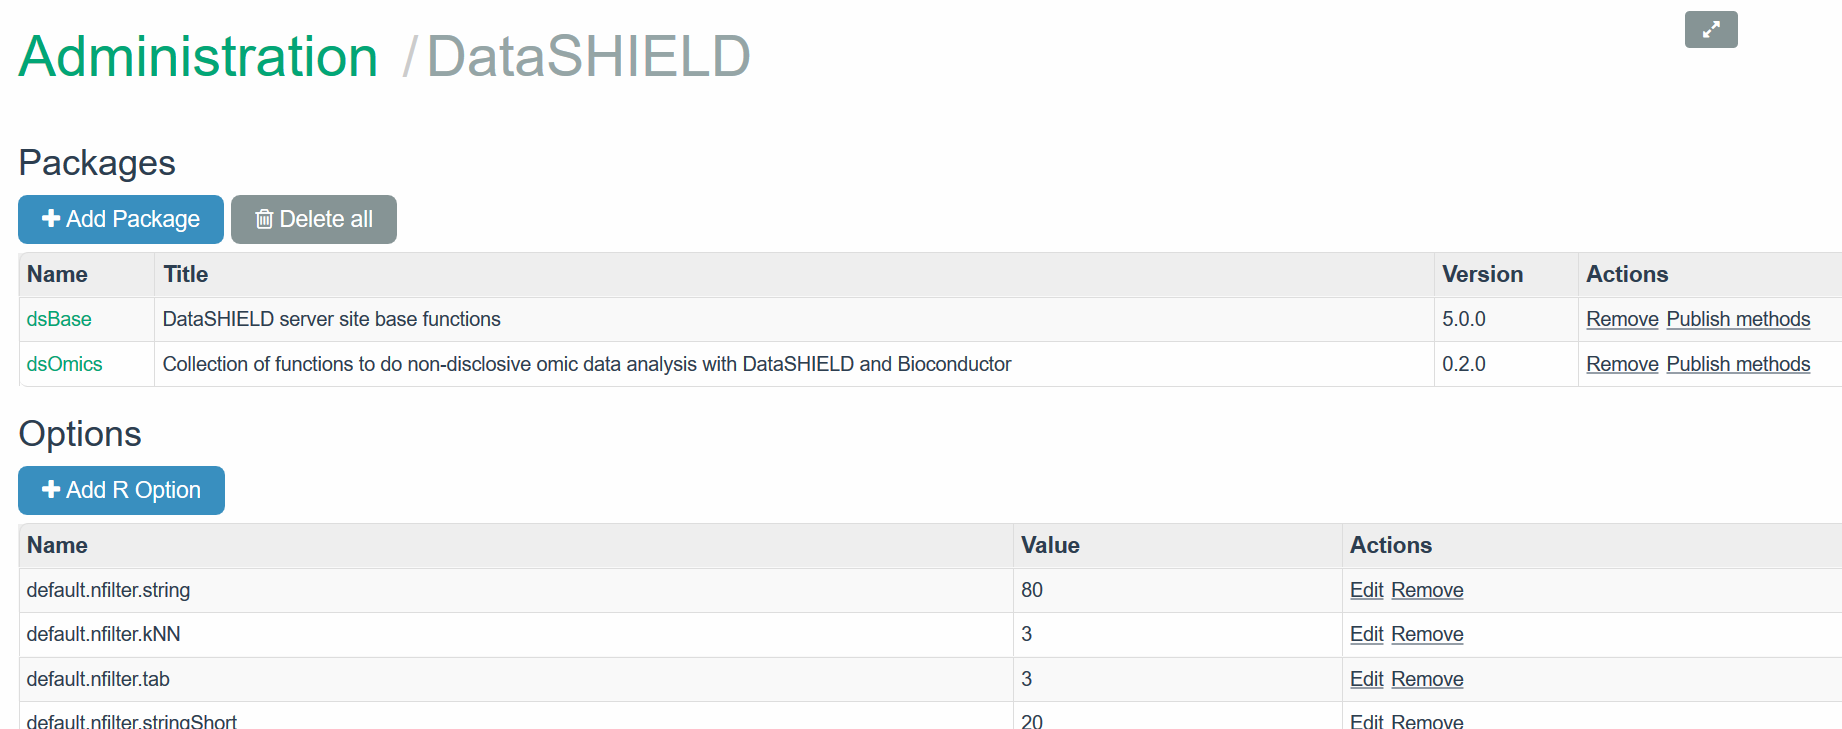 Administration / DataSHIELD
Packages
Add Package Delete all
Name Title Version Actions
dsBase DataSHIELD server site base functions 5.0.0 Remove Publish methods
dsOmics Collection of functions to do non-disclosive omic data analysis with DataSHIELD and Bioconductor 0.2.0 Remove Publish methods
Options
Add R Option
Name Value Actions
default.nfilter.string 80 Edit Remove
default.nfilter.kNN 3 Edit Remove
default.nfilter.tab 3 Edit Remove
default.nfilter.stringShort 20 Edit Remove